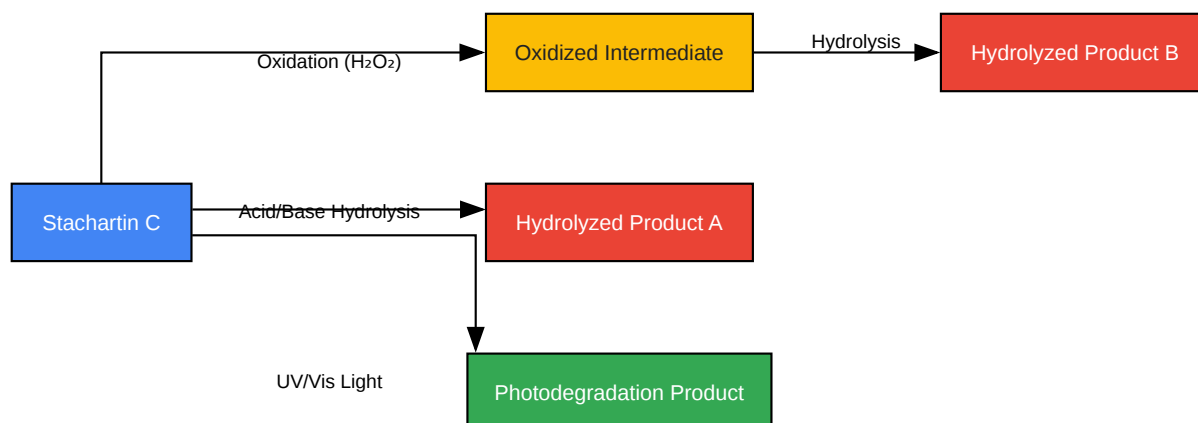 Oxidation (H₂O₂)
Oxidized Intermediate
Hydrolysis
Hydrolyzed Product B
Stachartin C
Acid/Base Hydrolysis
Hydrolyzed Product A
UV/Vis Light
Photodegradation Product